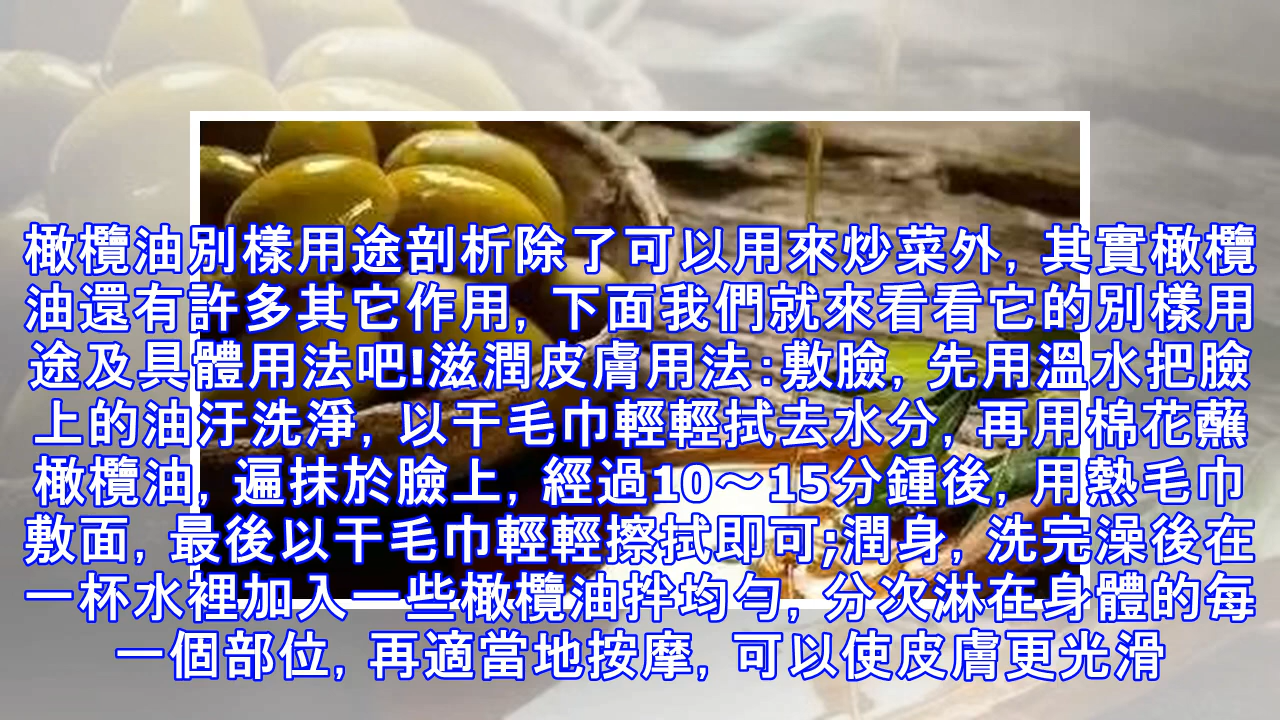 橄欖油別樣用途剖析除了可以用來炒菜外, 其實橄欖
油還有許多其它作用, 下面我們就來看看它的別樣用
途及具體用法吧!滋潤皮膚用法:敷臉, 先用溫水把臉
上的油汙洗淨, 以干毛巾輕輕拭去水分, 再用棉花蘸
橄欖油, 遍抹於臉上, 經過10～15分鍾後, 用熱毛巾
敷面, 最後以干毛巾輕輕擦拭即可;潤身, 洗完澡後在
一杯水裡加入一些橄欖油拌均勻, 分次淋在身體的每
一個部位, 再適當地按摩, 可以使皮膚更光滑